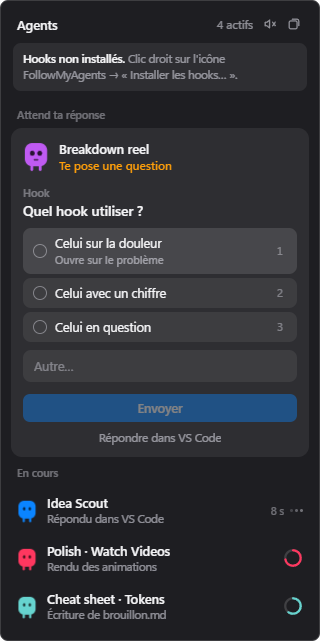 Agents
4 actifs
Hooks non installés. Clic droit sur l'icône
FollowMyAgents → « Installer les hooks... ».
Attend ta réponse
Breakdown reel
Te pose une question
Hook
Quel hook utiliser ?
Celui sur la douleur
Ouvre sur le problème
1
Celui avec un chiffre
2
Celui en question
3
Autre...
Envoyer
Répondre dans VS Code
En cours
Idea Scout
Répondu dans VS Code
8 s
Polish · Watch Videos
Rendu des animations
Cheat sheet · Tokens
Écriture de brouillon.md